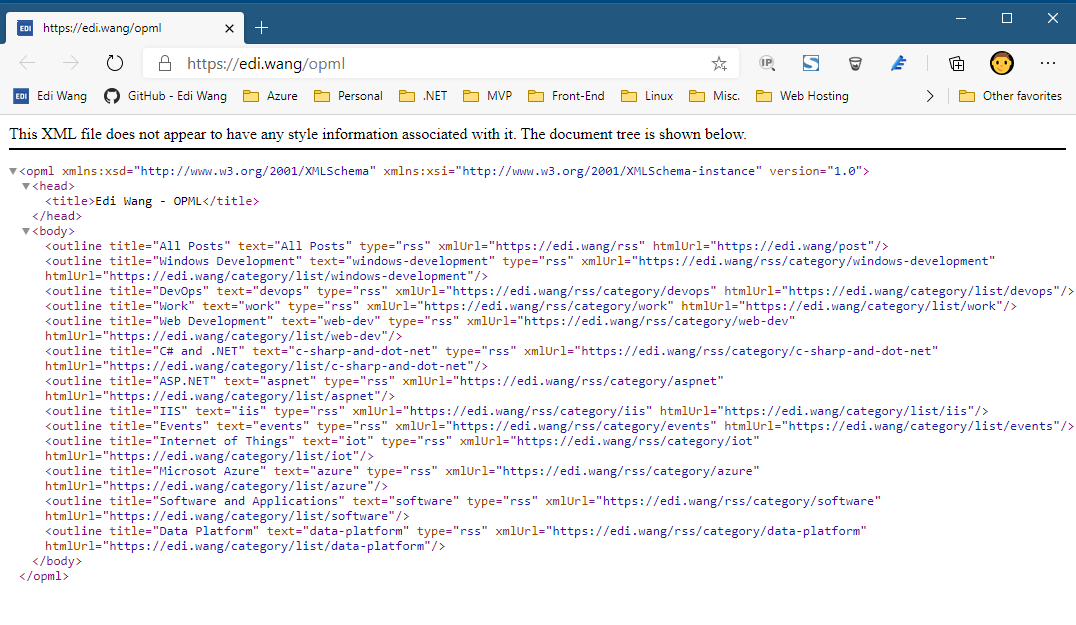 EDI https://edi.wang/opml
https://edi.wang/opml IP S
EDI Edi Wang GitHub - Edi Wang Azure Personal .NET MVP Front-End Linux Misc. Web Hosting Other favorites
This XML file does not appear to have any style information associated with it. The document tree is shown below.
<opml xmlns:xsd="http://www.w3.org/2001/XMLSchema" xmlns:xsi="http://www.w3.org/2001/XMLSchema-instance" version="1.0">
<head>
<title>Edi Wang - OPML</title>
</head>
<body>
<outline title="All Posts" text="All Posts" type="rss" xmlUrl="https://edi.wang/rss" htmlUrl="https://edi.wang/post"/>
<outline title="Windows Development" text="windows-development" type="rss" xmlUrl="https://edi.wang/rss/category/windows-development"
htmlUrl="https://edi.wang/category/list/windows-development"/>
<outline title="DevOps" text="devops" type="rss" xmlUrl="https://edi.wang/rss/category/devops" htmlUrl="https://edi.wang/category/list/devops"/>
<outline title="Work" text="work" type="rss" xmlUrl="https://edi.wang/rss/category/work" htmlUrl="https://edi.wang/category/list/work"/>
<outline title="Web Development" text="web-dev" type="rss" xmlUrl="https://edi.wang/rss/category/web-dev"
htmlUrl="https://edi.wang/category/list/web-dev"/>
<outline title="C# and .NET" text="c-sharp-and-dot-net" type="rss" xmlUrl="https://edi.wang/rss/category/c-sharp-and-dot-net"
htmlUrl="https://edi.wang/category/list/c-sharp-and-dot-net"/>
<outline title="ASP.NET" text="aspnet" type="rss" xmlUrl="https://edi.wang/rss/category/aspnet"
htmlUrl="https://edi.wang/category/list/aspnet"/>
<outline title="IIS" text="iis" type="rss" xmlUrl="https://edi.wang/rss/category/iis" htmlUrl="https://edi.wang/category/list/iis"/>
<outline title="Events" text="events" type="rss" xmlUrl="https://edi.wang/rss/category/events" htmlUrl="https://edi.wang/category/list/events"/>
<outline title="Internet of Things" text="iot" type="rss" xmlUrl="https://edi.wang/rss/category/iot"
htmlUrl="https://edi.wang/category/list/iot"/>
<outline title="Microsot Azure" text="azure" type="rss" xmlUrl="https://edi.wang/rss/category/azure"
htmlUrl="https://edi.wang/category/list/azure"/>
<outline title="Software and Applications" text="software" type="rss" xmlUrl="https://edi.wang/rss/category/software"
htmlUrl="https://edi.wang/category/list/software"/>
<outline title="Data Platform" text="data-platform" type="rss" xmlUrl="https://edi.wang/rss/category/data-platform"
htmlUrl="https://edi.wang/category/list/data-platform"/>
</body>
</opml>